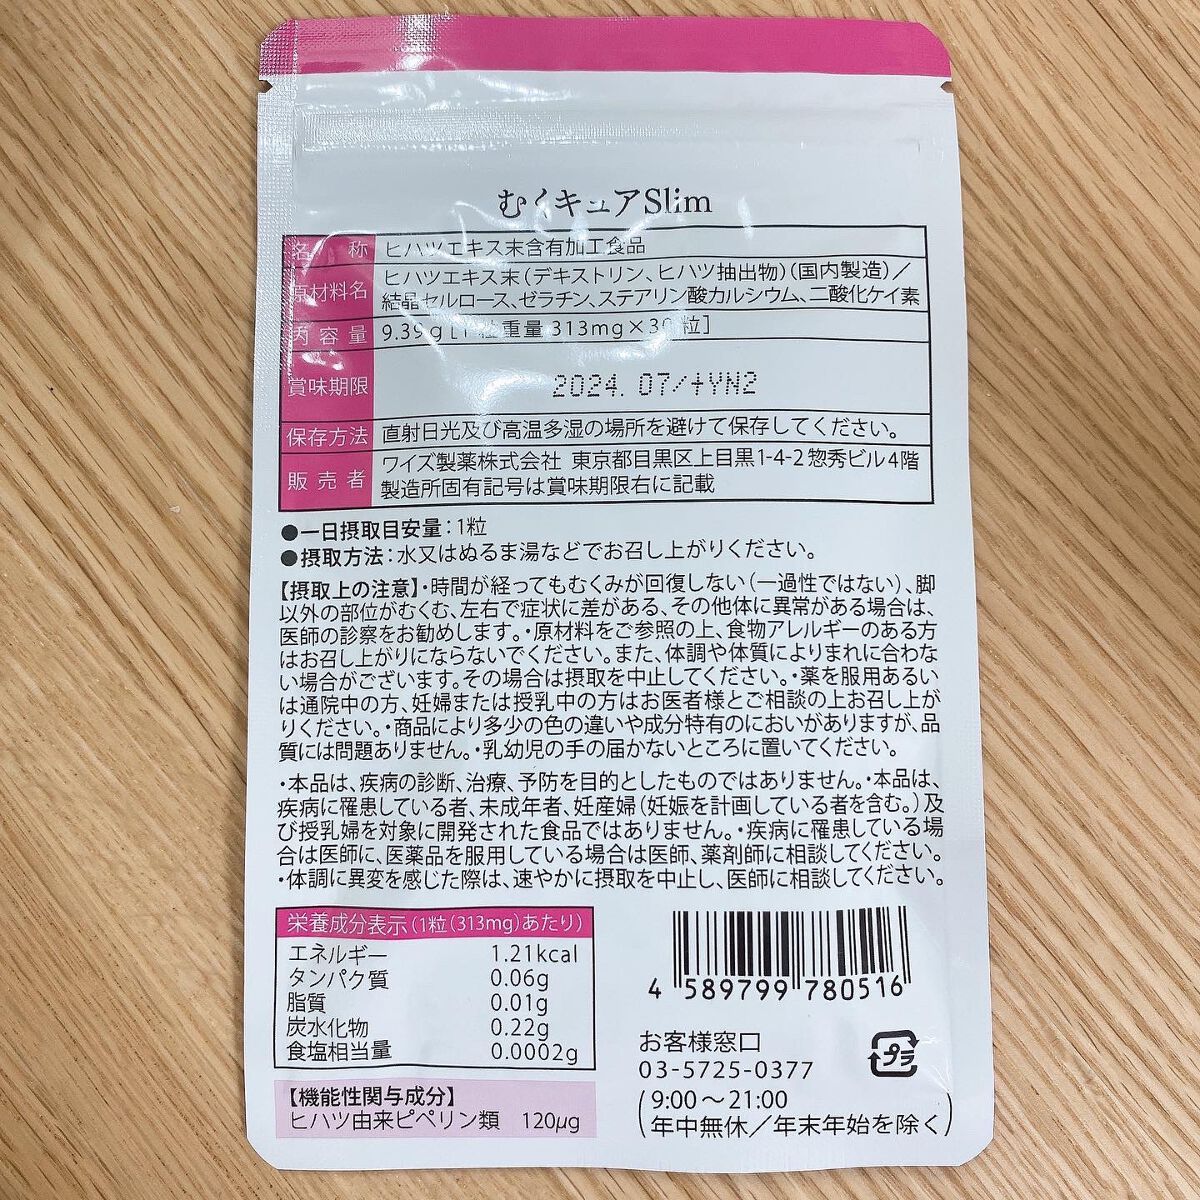 むくキュアSlim
名称 ヒハツエキス末含有加工食品
原材料名 ヒハツエキス末(デキストリン、ヒハツ抽出物)(国内製造)/
結晶セルロース、ゼラチン、ステアリン酸カルシウム、二酸化ケイ素
内容量 9.39g[1粒重量 313mg×30粒]
賞味期限 2024.07/+YN2
保存方法 直射日光及び高温多湿の場所を避けて保存してください。
販売者 ワイズ製薬株式会社 東京都目黒区上目黒1-4-2 惣秀ビル4階
製造所固有記号は賞味期限右に記載
●一日摂取目安量:1粒
●摂取方法:水又はぬるま湯などでお召し上がりください。
【摂取上の注意】・時間が経ってもむくみが回復しない(一過性ではない)、脚
以外の部位がむくむ、左右で症状に差がある、その他体に異常がある場合は、
医師の診察をお勧めします。・原材料をご参照の上、食物アレルギーのある方
はお召し上がりにならないでください。また、体調や体質によりまれに合わな
い場合がございます。その場合は摂取を中止してください。・薬を服用あるい
は通院中の方、妊婦または授乳中の方はお医者様とご相談の上お召し上が
りください。・商品により多少の色の違いや成分特有のにおいがありますが、品
質には問題ありません。・乳幼児の手の届かないところに置いてください。
・本品は、疾病の診断、治療、予防を目的としたものではありません。・本品は、
疾病に罹患している者、未成年者、妊産婦(妊娠を計画している者を含む。)及
び授乳婦を対象に開発された食品ではありません。・疾病に罹患している場
合は医師に、医薬品を服用している場合は医師、薬剤師に相談してください。
・体調に異変を感じた際は、速やかに摂取を中止し、医師に相談してください。
栄養成分表示(1粒(313mg)あたり)
エネルギー 1.21kcal
タンパク質 0.06g
脂質 0.01g
炭水化物 0.22g
食塩相当量 0.0002g
【機能性関与成分】
ヒハツ由来ピペリン類 120μg
4 589799 780516
お客様窓口
03-5725-0377
(9:00～21:00
年中無休/年末年始を除く)
プラ